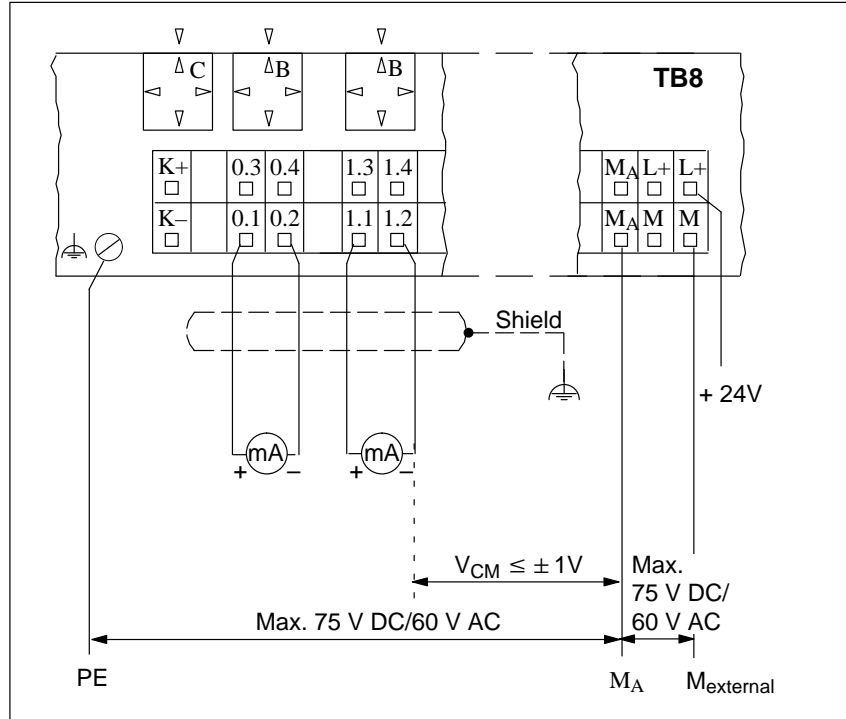 C B B TB8
K+ 0.3 0.4 1.3 1.4 MA L+ L+
K– 0.1 0.2 1.1 1.2 MA M M
Shield
+ 24V
mA mA
+ – + –
VCM ≤ ± 1V
Max.
75 V DC/
60 V AC
Max. 75 V DC/60 V AC
PE MA Mexternal